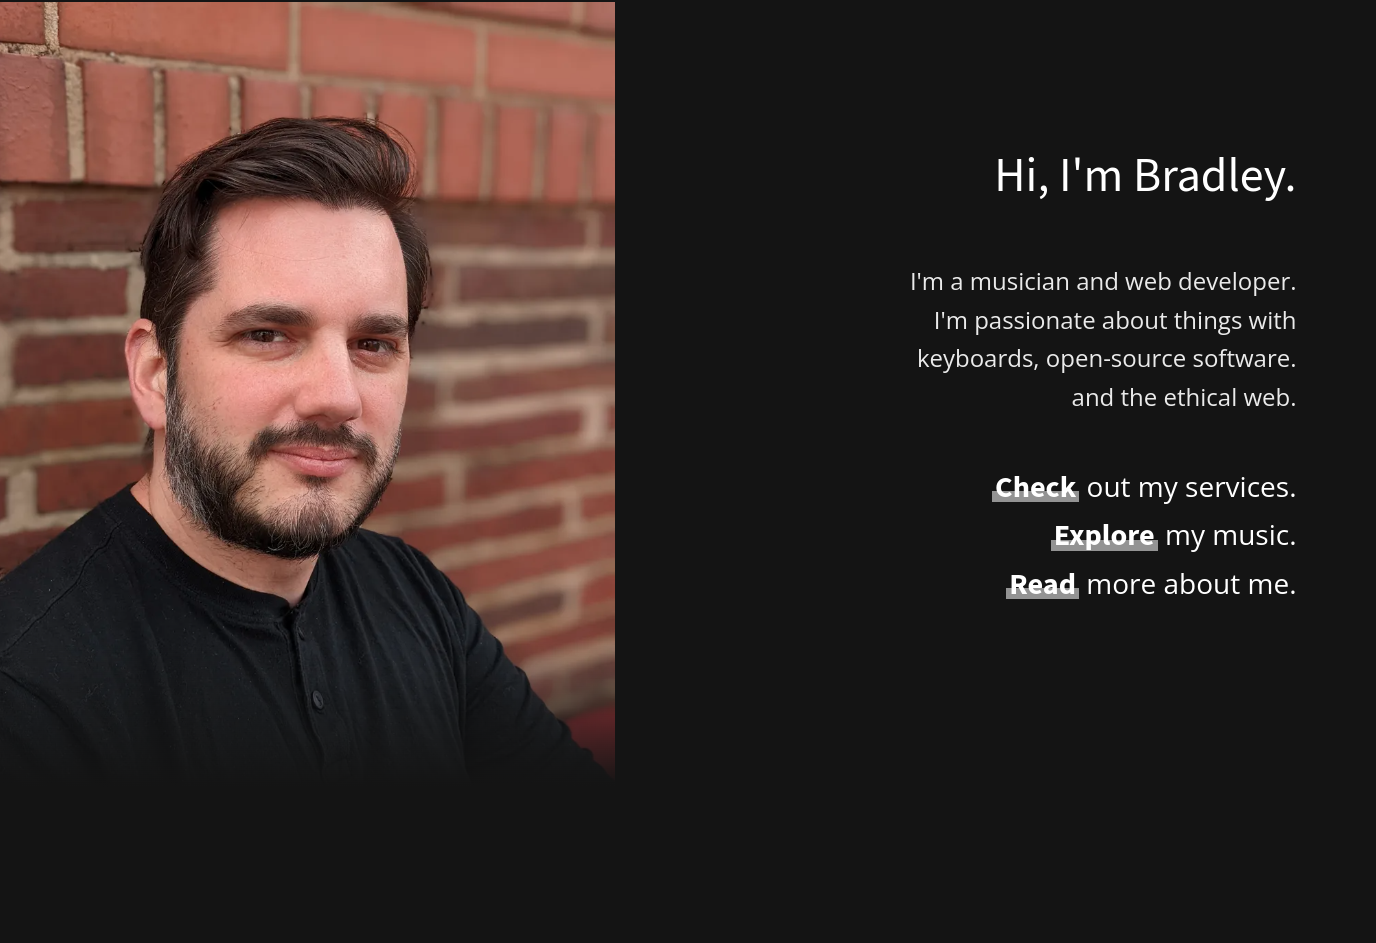 Hi, I'm Bradley.
I'm a musician and web developer.
I'm passionate about things with
keyboards, open-source software.
and the ethical web.
Check out my services.
Explore my music.
Read more about me.